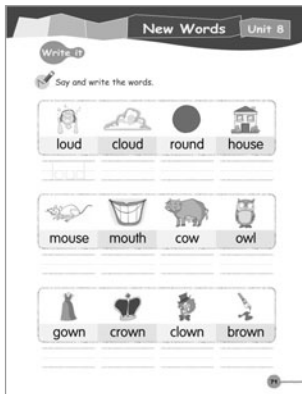 New Words Unit 8
Write it
Say and write the words.
loud cloud round house
loud
mouse mouth cow owl
gown crown clown brown
71